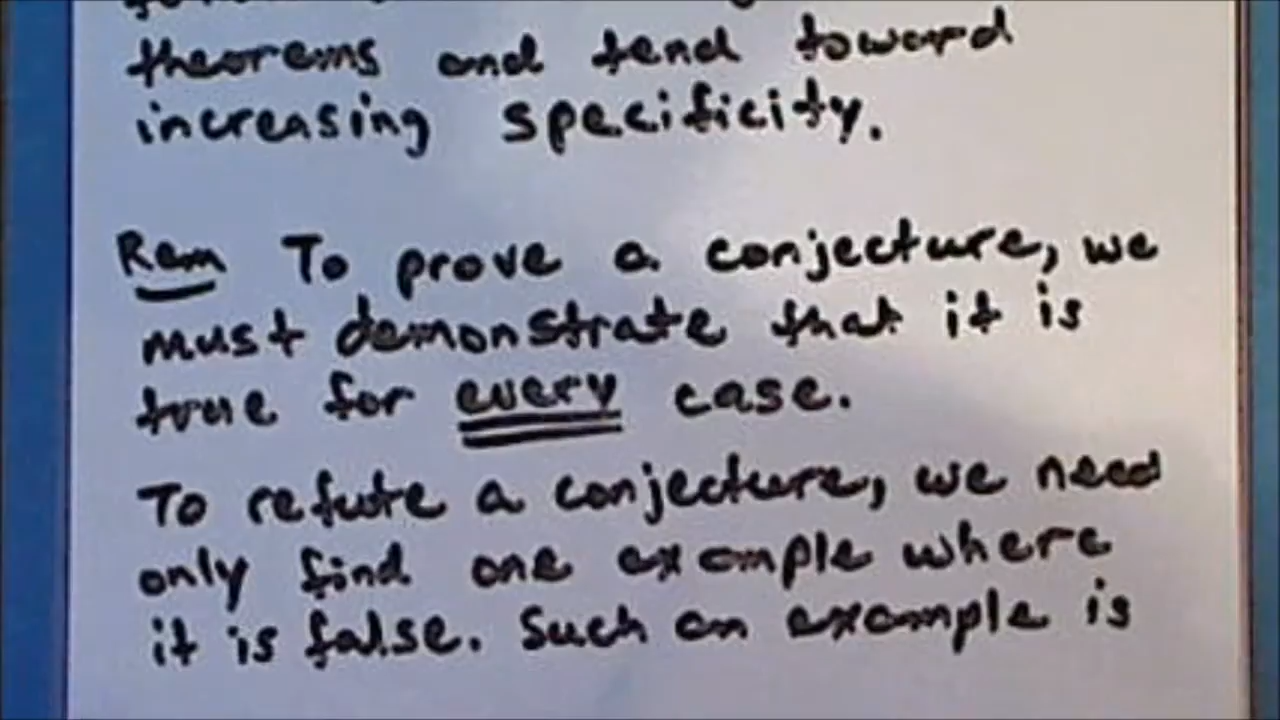 theorems and tend toward
increasing specificity.
Rem To prove a conjecture, we
must demonstrate that it is
true for every case.
To refute a conjecture, we need
only find one example where
it is false. Such an example is